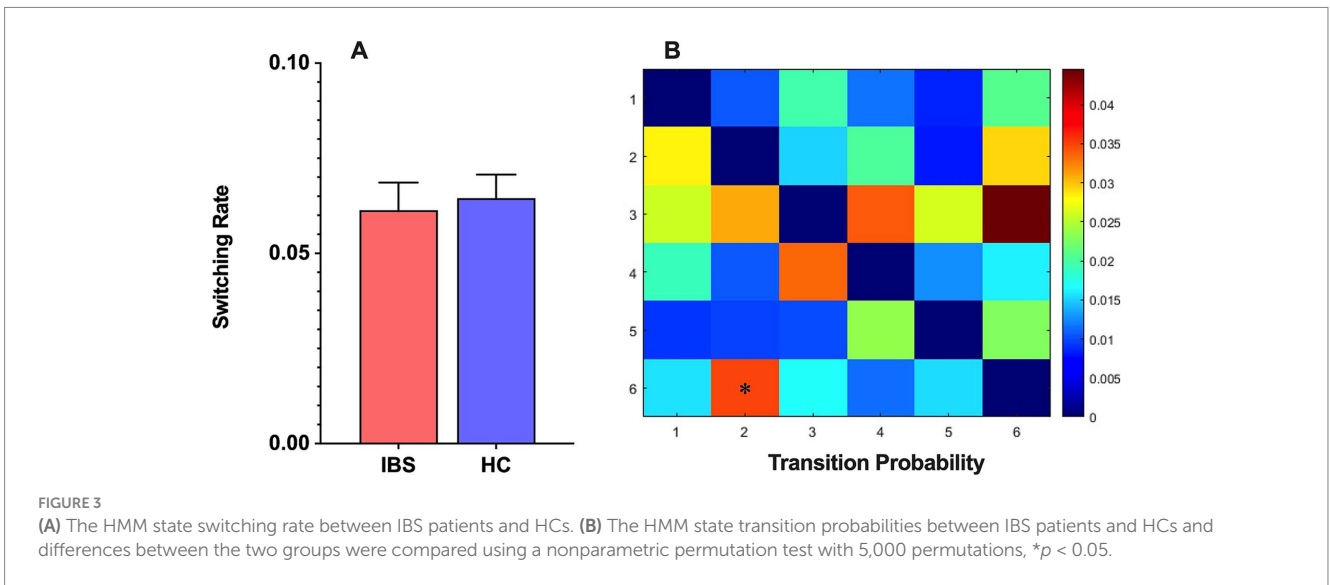 A
0.10
0.05
0.00
Switching Rate
IBS HC
B
1
2
3
4
5
6
*
1 2 3 4 5 6
Transition Probability
0.04
0.035
0.03
0.025
0.02
0.015
0.01
0.005
0
FIGURE 3
(A) The HMM state switching rate between IBS patients and HCs. (B) The HMM state transition probabilities between IBS patients and HCs and
differences between the two groups were compared using a nonparametric permutation test with 5,000 permutations, *p < 0.05.